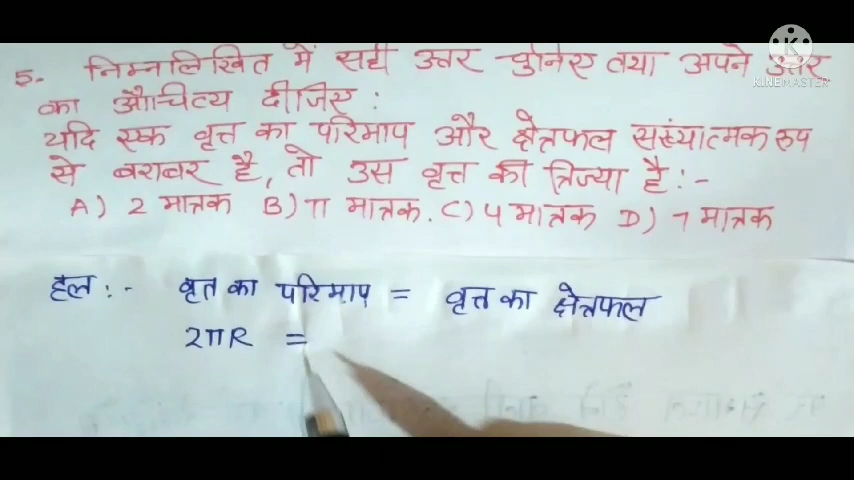 5. निम्नलिखित में सही उत्तर चुनिए तथा अपने उत्तर
का औचित्य दीजिए :
यदि एक वृत्त का परिमाप और क्षेत्रफल संख्यात्मक रूप
से बराबर है, तो उस वृत्त की त्रिज्या है :-
A) 2 मात्रक B) π मात्रक. C) 4 मात्रक D) 7 मात्रक
हल :- वृत का परिमाप = वृत्त का क्षेत्रफल
2πR =
KINEMASTER